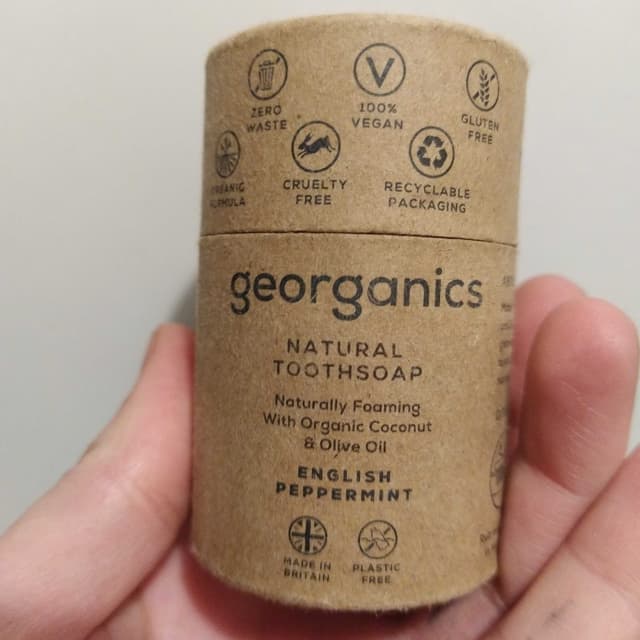 ZERO
WASTE
100%
VEGAN
GLUTEN
FREE
CRUELTY
FREE
RECYCLABLE
PACKAGING
georganics
NATURAL
TOOTHSOAP
Naturally Foaming
With Organic Coconut
& Olive Oil
ENGLISH
PEPPERMINT
MADE IN
BRITAIN
PLASTIC
FREE